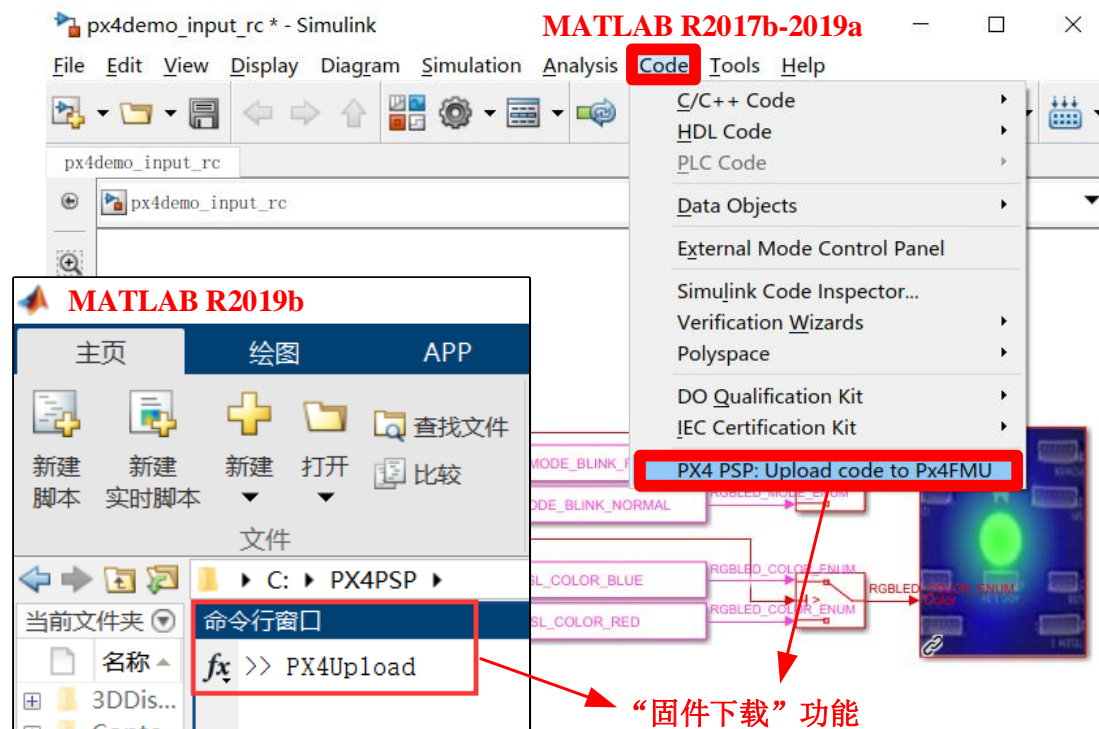 px4demo_input_rc * - Simulink
MATLAB R2017b-2019a
File Edit View Display Diagram Simulation Analysis Code Tools Help
px4demo_input_rc
px4demo_input_rc
C/C++ Code
HDL Code
PLC Code
Data Objects
External Mode Control Panel
Simulink Code Inspector...
Verification Wizards
Polyspace
DO Qualification Kit
IEC Certification Kit
PX4 PSP: Upload code to Px4FMU
MATLAB R2019b
主页 绘图 APP
新建脚本
新建实时脚本
新建
打开
查找文件
比较
文件
C: PX4PSP
当前文件夹
名称
3DDis...
命令行窗口
fx >> PX4Upload
MODE_BLINK_F
RGBLED_MODE_ENUM
ODE_BLINK_NORMAL
RGBLED_COLOR_ENUM
SL_COLOR_BLUE
RGBLED_COLOR_ENUM
SL_COLOR_RED
RGBLED_COLOR_ENUM
Color
“固件下载”功能